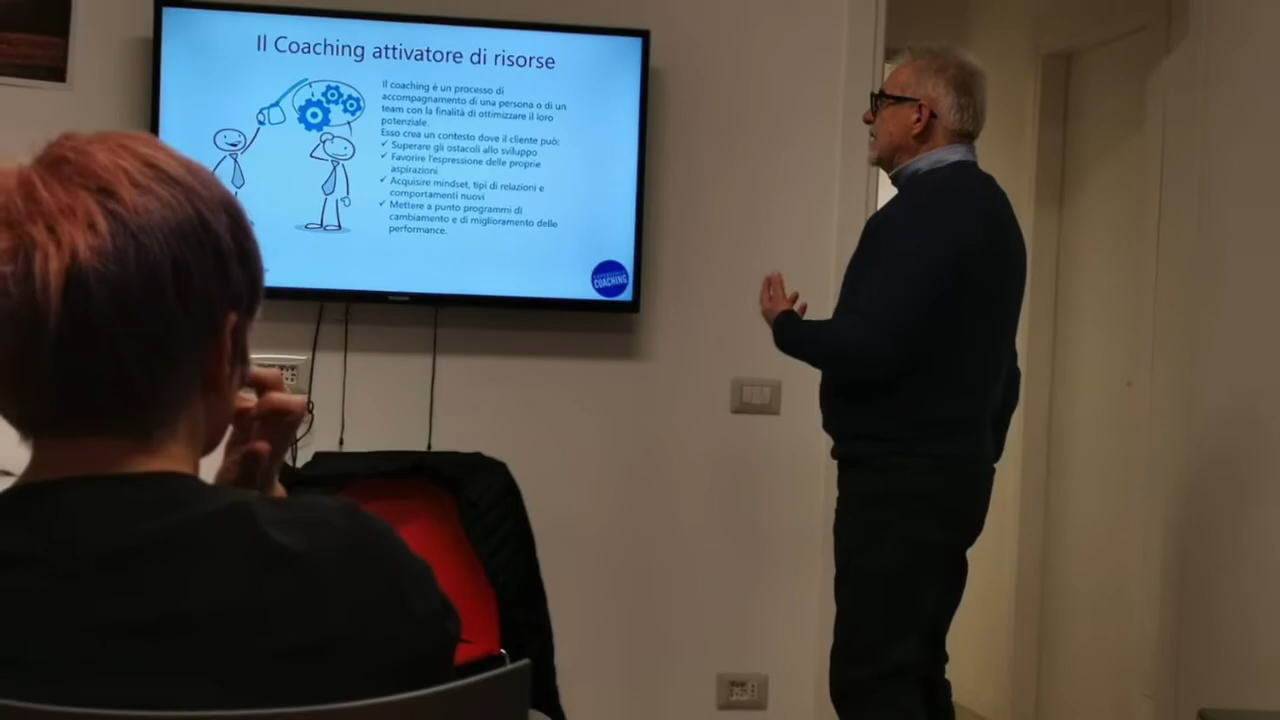 Il Coaching attivatore di risorse
Il coaching è un processo di
accompagnamento di una persona o di un
team con la finalità di ottimizzare il loro
potenziale.
Esso crea un contesto dove il cliente può:
✓ Superare gli ostacoli allo sviluppo
✓ Favorire l'espressione delle proprie
aspirazioni
✓ Acquisire mindset, tipi di relazioni e
comportamenti nuovi
✓ Mettere a punto programmi di
cambiamento e di miglioramento delle
performance.
COACHING